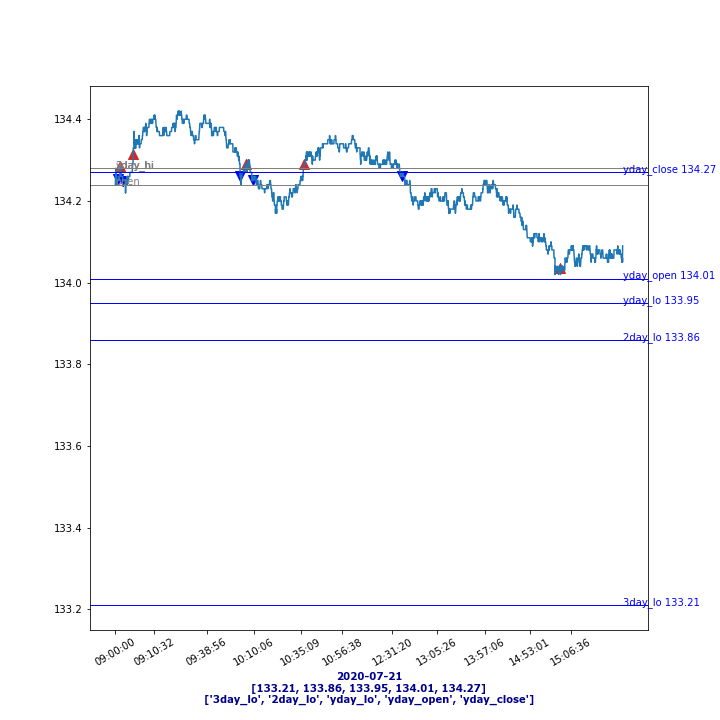 134.4
134.2
134.0
133.8
133.6
133.4
133.2
yday_close 134.27
yday_open 134.01
yday_lo 133.95
2day_lo 133.86
3day_lo 133.21
09:00:00
09:10:32
09:38:56
10:10:06
10:35:09
10:56:38
12:31:20
13:05:26
13:57:06
14:53:01
15:06:36
2020-07-21
[133.21, 133.86, 133.95, 134.01, 134.27]
['3day_lo', '2day_lo', 'yday_lo', 'yday_open', 'yday_close']